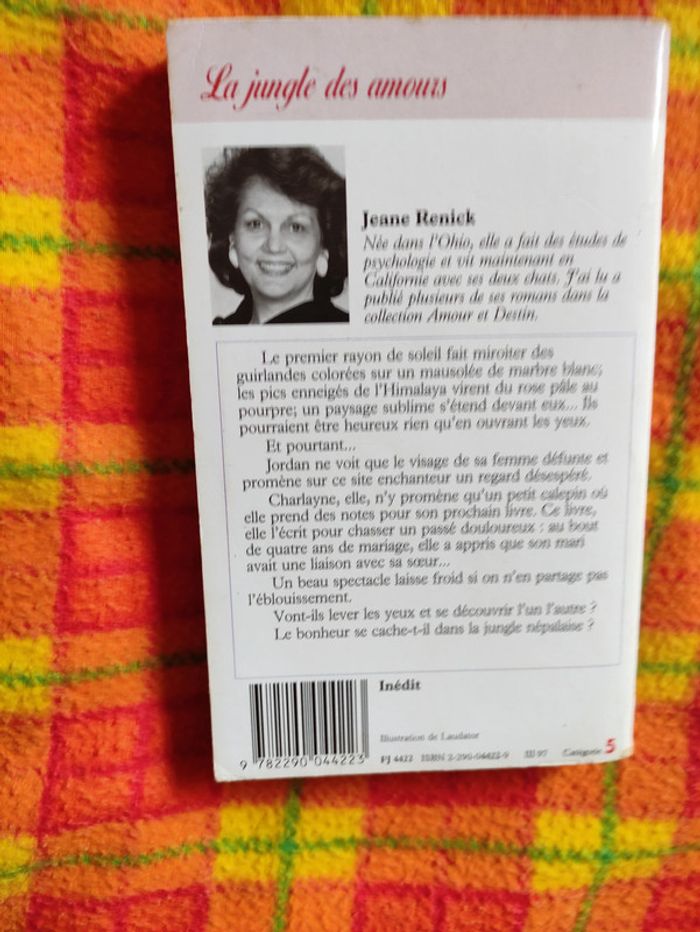 La jungle des amours
Jeane Renick
Née dans l'Ohio, elle a fait des études de
psychologie et vit maintenant en
Californie avec ses deux chats. J'ai lu a
publié plusieurs de ses romans dans la
collection Amour et Destin.
Le premier rayon de soleil fait miroiter des
guirlandes colorées sur un mausolée de marbre blanc;
les pics enneigés de l'Himalaya virent du rose pâle au
pourpre; un paysage sublime s'étend devant eux... Ils
pourraient être heureux rien qu'en ouvrant les yeux.
Et pourtant...
Jordan ne voit que le visage de sa femme défunte et
promène sur ce site enchanteur un regard désespéré.
Charlayne, elle, n'y promène qu'un petit calepin où
elle prend des notes pour son prochain livre. Ce livre,
elle l'écrit pour chasser un passé douloureux : au bout
de quatre ans de mariage, elle a appris que son mari
avait une liaison avec sa sœur...
Un beau spectacle laisse froid si on n'en partage pas
l'éblouissement.
Vont-ils lever les yeux et se découvrir l'un l'autre ?
Le bonheur se cache-t-il dans la jungle népalaise ?
Inédit
Illustration de Laudator
9 782290 044223
FJ 4422 ISBN 2-290-04422-9 III 97 Catégorie 5